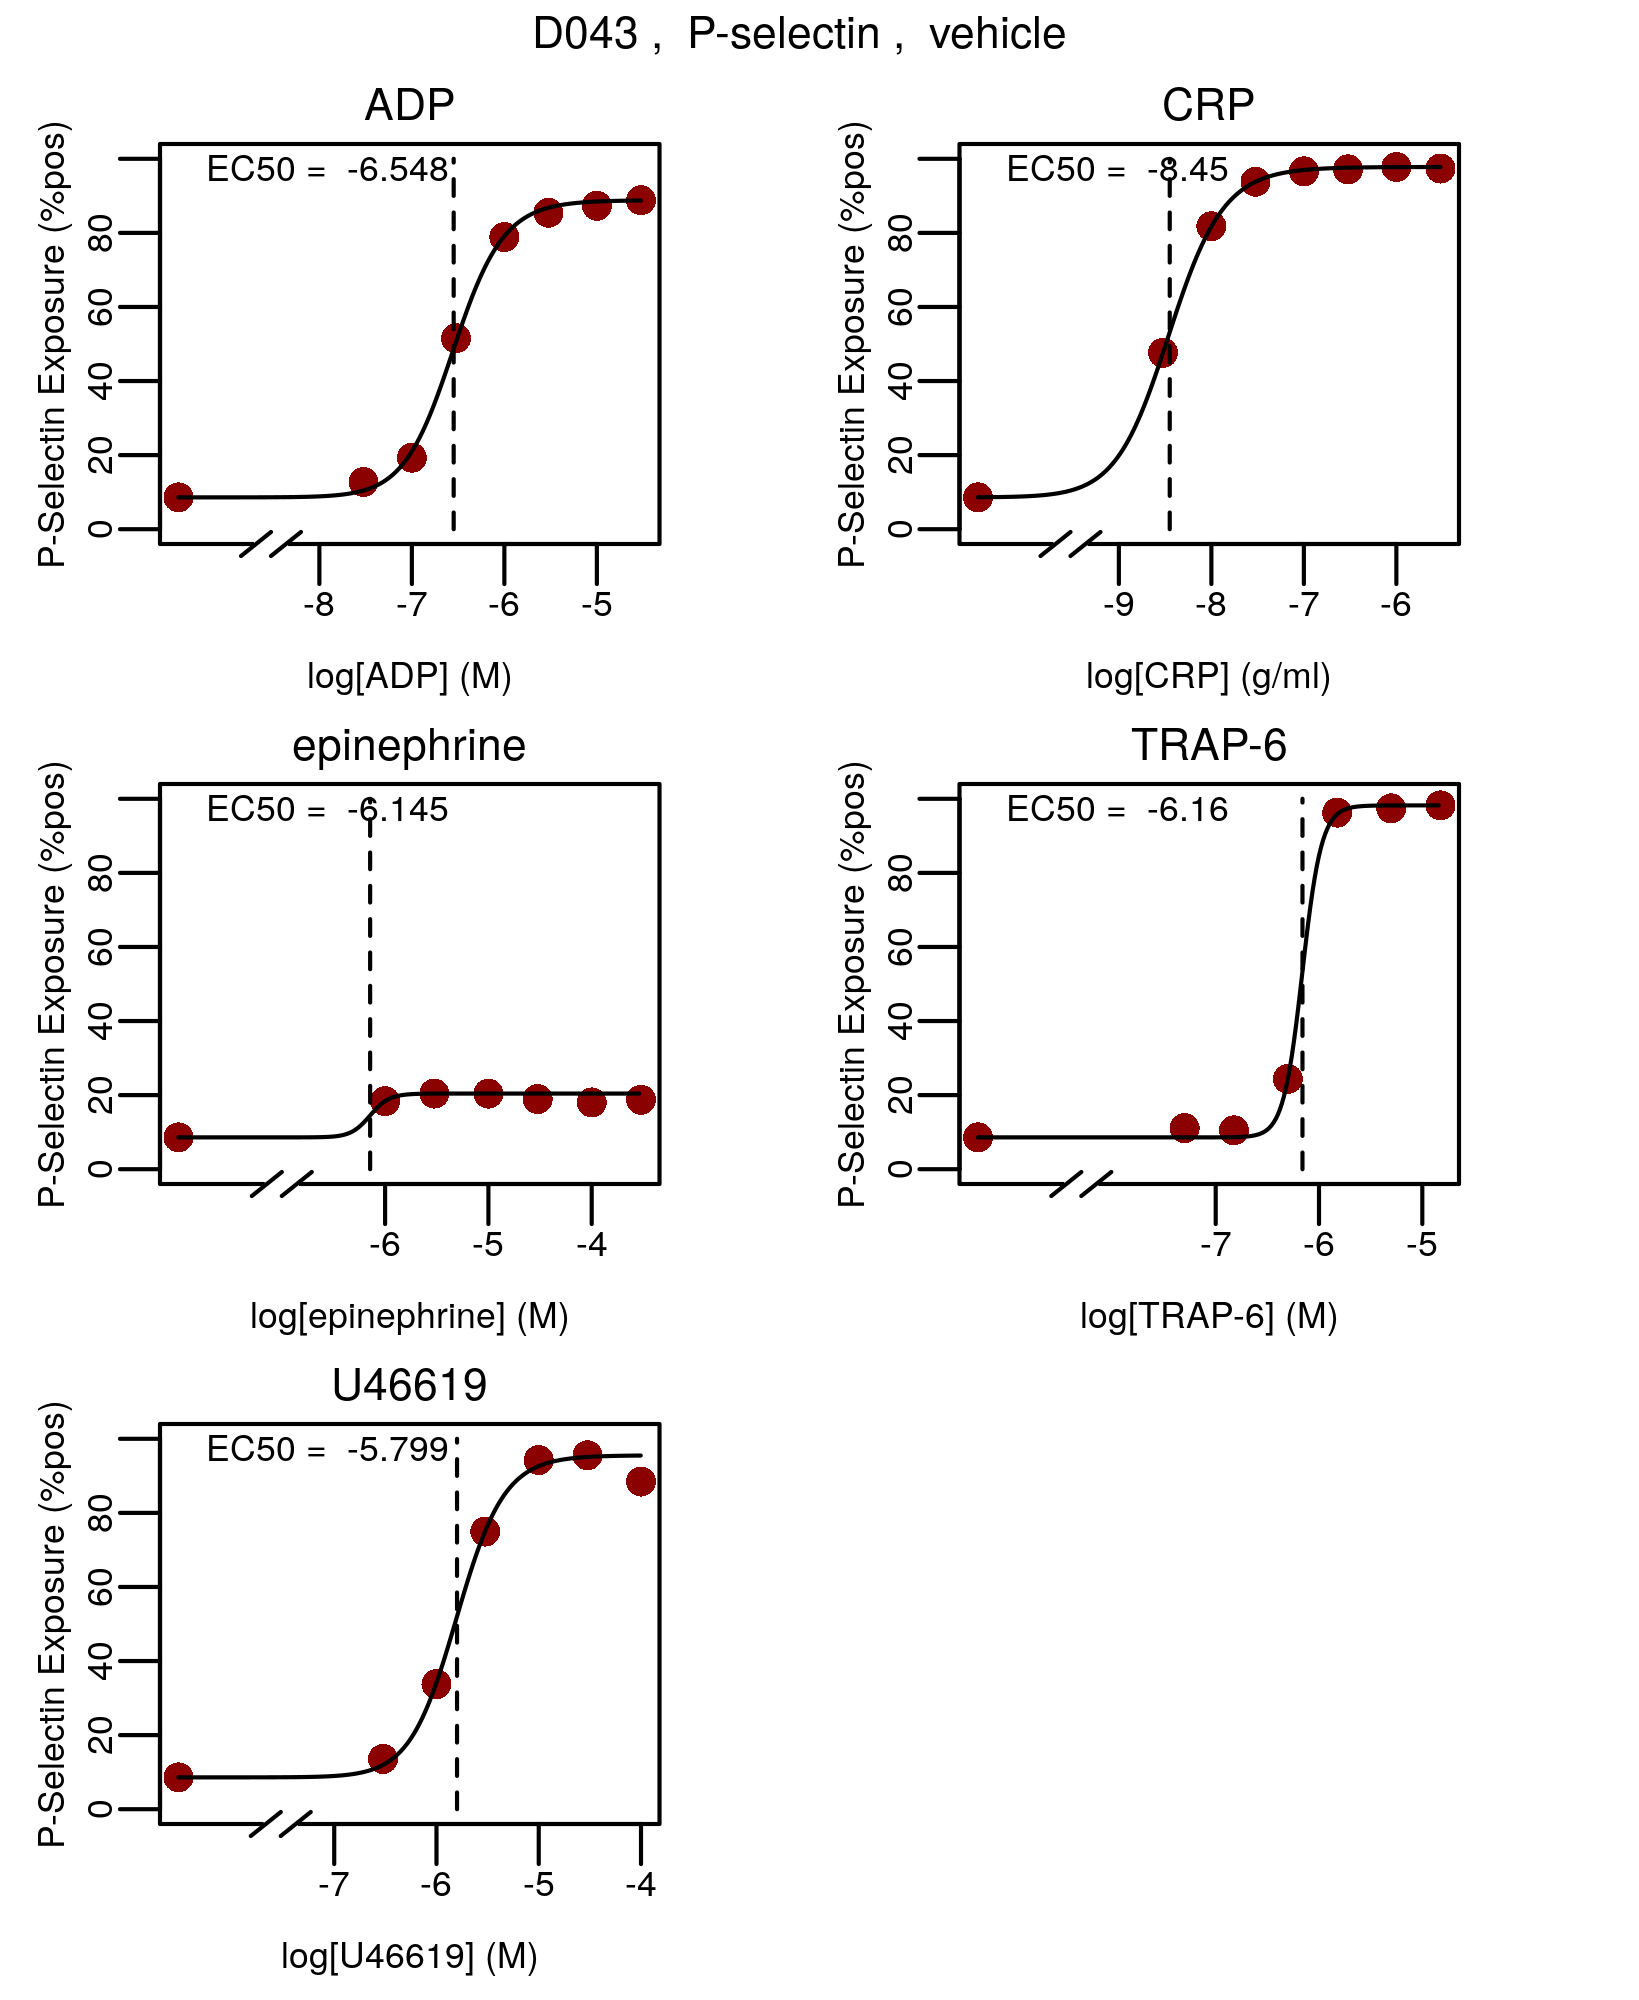 D043 , P-selectin , vehicle
ADP
P-Selectin Exposure (%pos)
EC50 = -6.548
80
60
40
20
0
-8 -7 -6 -5
log[ADP] (M)
CRP
P-Selectin Exposure (%pos)
EC50 = -8.45
80
60
40
20
0
-9 -8 -7 -6
log[CRP] (g/ml)
epinephrine
P-Selectin Exposure (%pos)
EC50 = -6.145
80
60
40
20
0
-6 -5 -4
log[epinephrine] (M)
TRAP-6
P-Selectin Exposure (%pos)
EC50 = -6.16
80
60
40
20
0
-7 -6 -5
log[TRAP-6] (M)
U46619
P-Selectin Exposure (%pos)
EC50 = -5.799
80
60
40
20
0
-7 -6 -5 -4
log[U46619] (M)